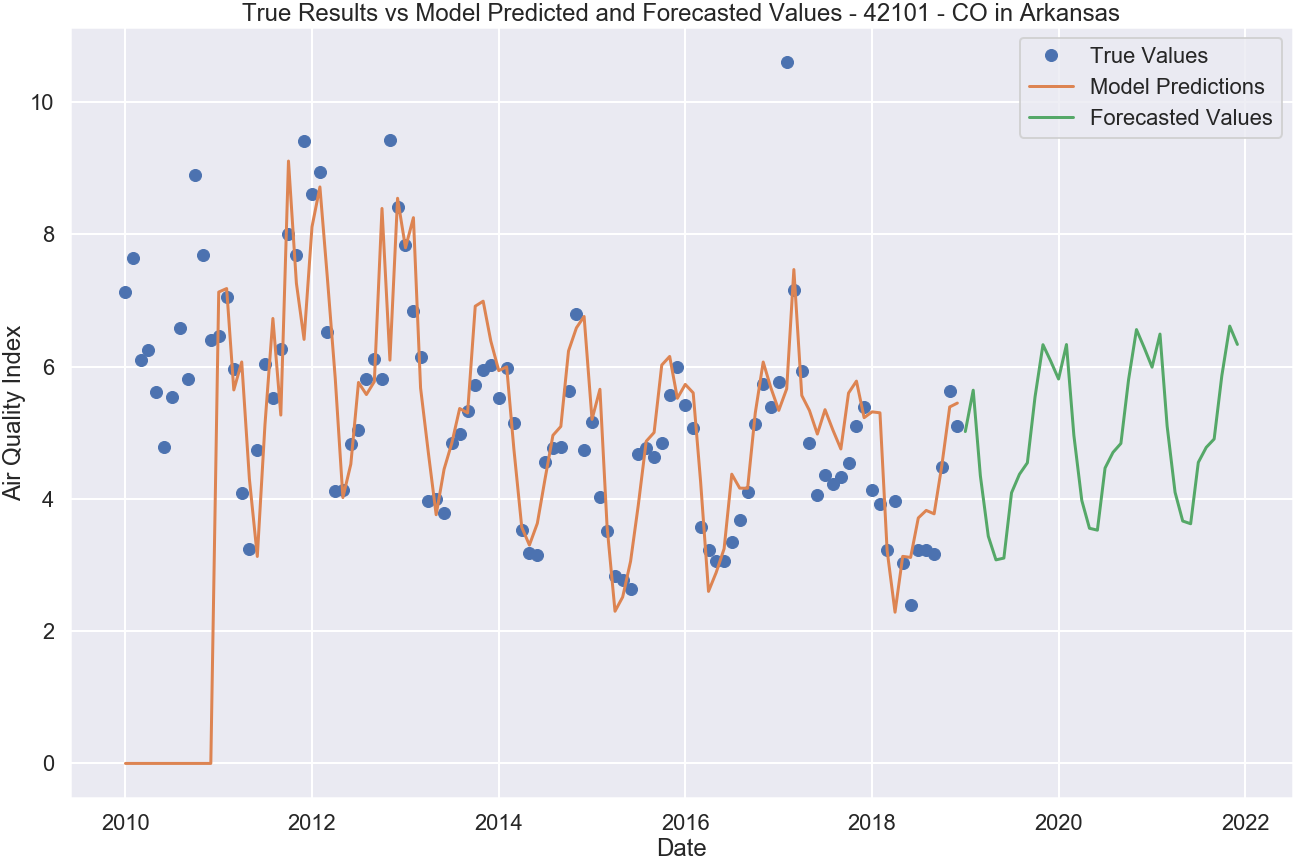 True Results vs Model Predicted and Forecasted Values - 42101 - CO in Arkansas
True Values
Model Predictions
Forecasted Values
Air Quality Index
10
8
6
4
2
0
2010 2012 2014 2016 2018 2020 2022
Date